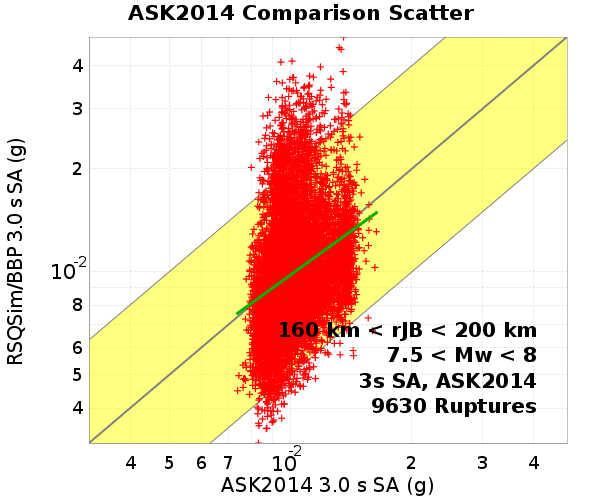 ASK2014 Comparison Scatter
RSQSim/BBP 3.0 s SA (g)
4
3
2
10-2
8
6
5
4
160 km < rJB < 200 km
7.5 < Mw < 8
3s SA, ASK2014
9630 Ruptures
4 5 6 7 10-2 2 3 4
ASK2014 3.0 s SA (g)